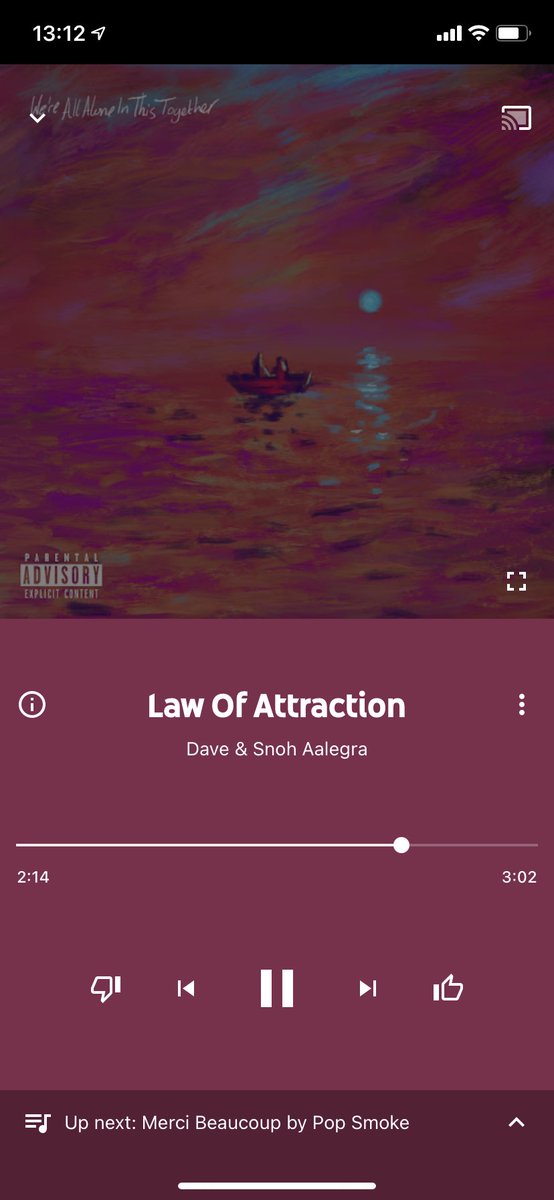 13:12
We're All Alone In This Together
PARENTAL
ADVISORY
EXPLICIT CONTENT
Law Of Attraction
Dave & Snoh Aalegra
2:14
3:02
Up next: Merci Beaucoup by Pop Smoke